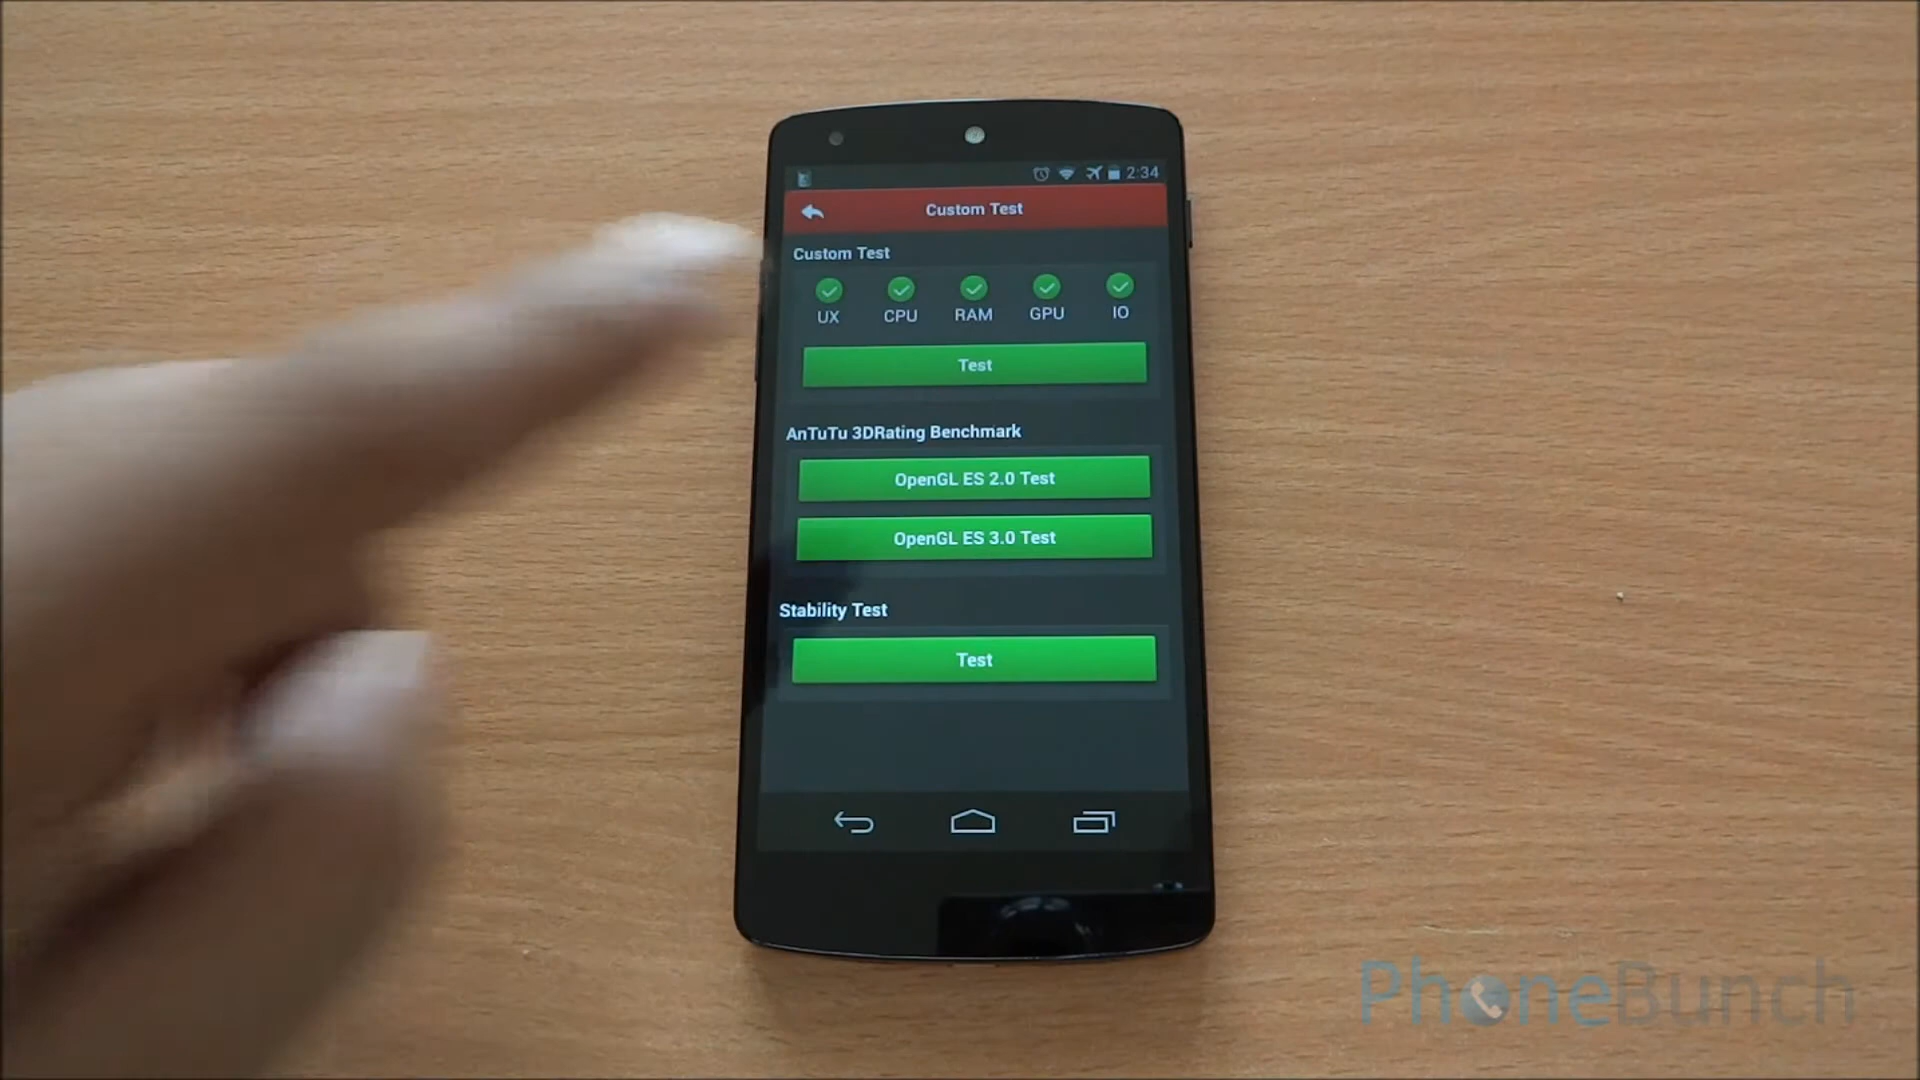 2:34
Custom Test
Custom Test
UX CPU RAM GPU IO
Test
AnTuTu 3DRating Benchmark
OpenGL ES 2.0 Test
OpenGL ES 3.0 Test
Stability Test
Test
PhoneBunch